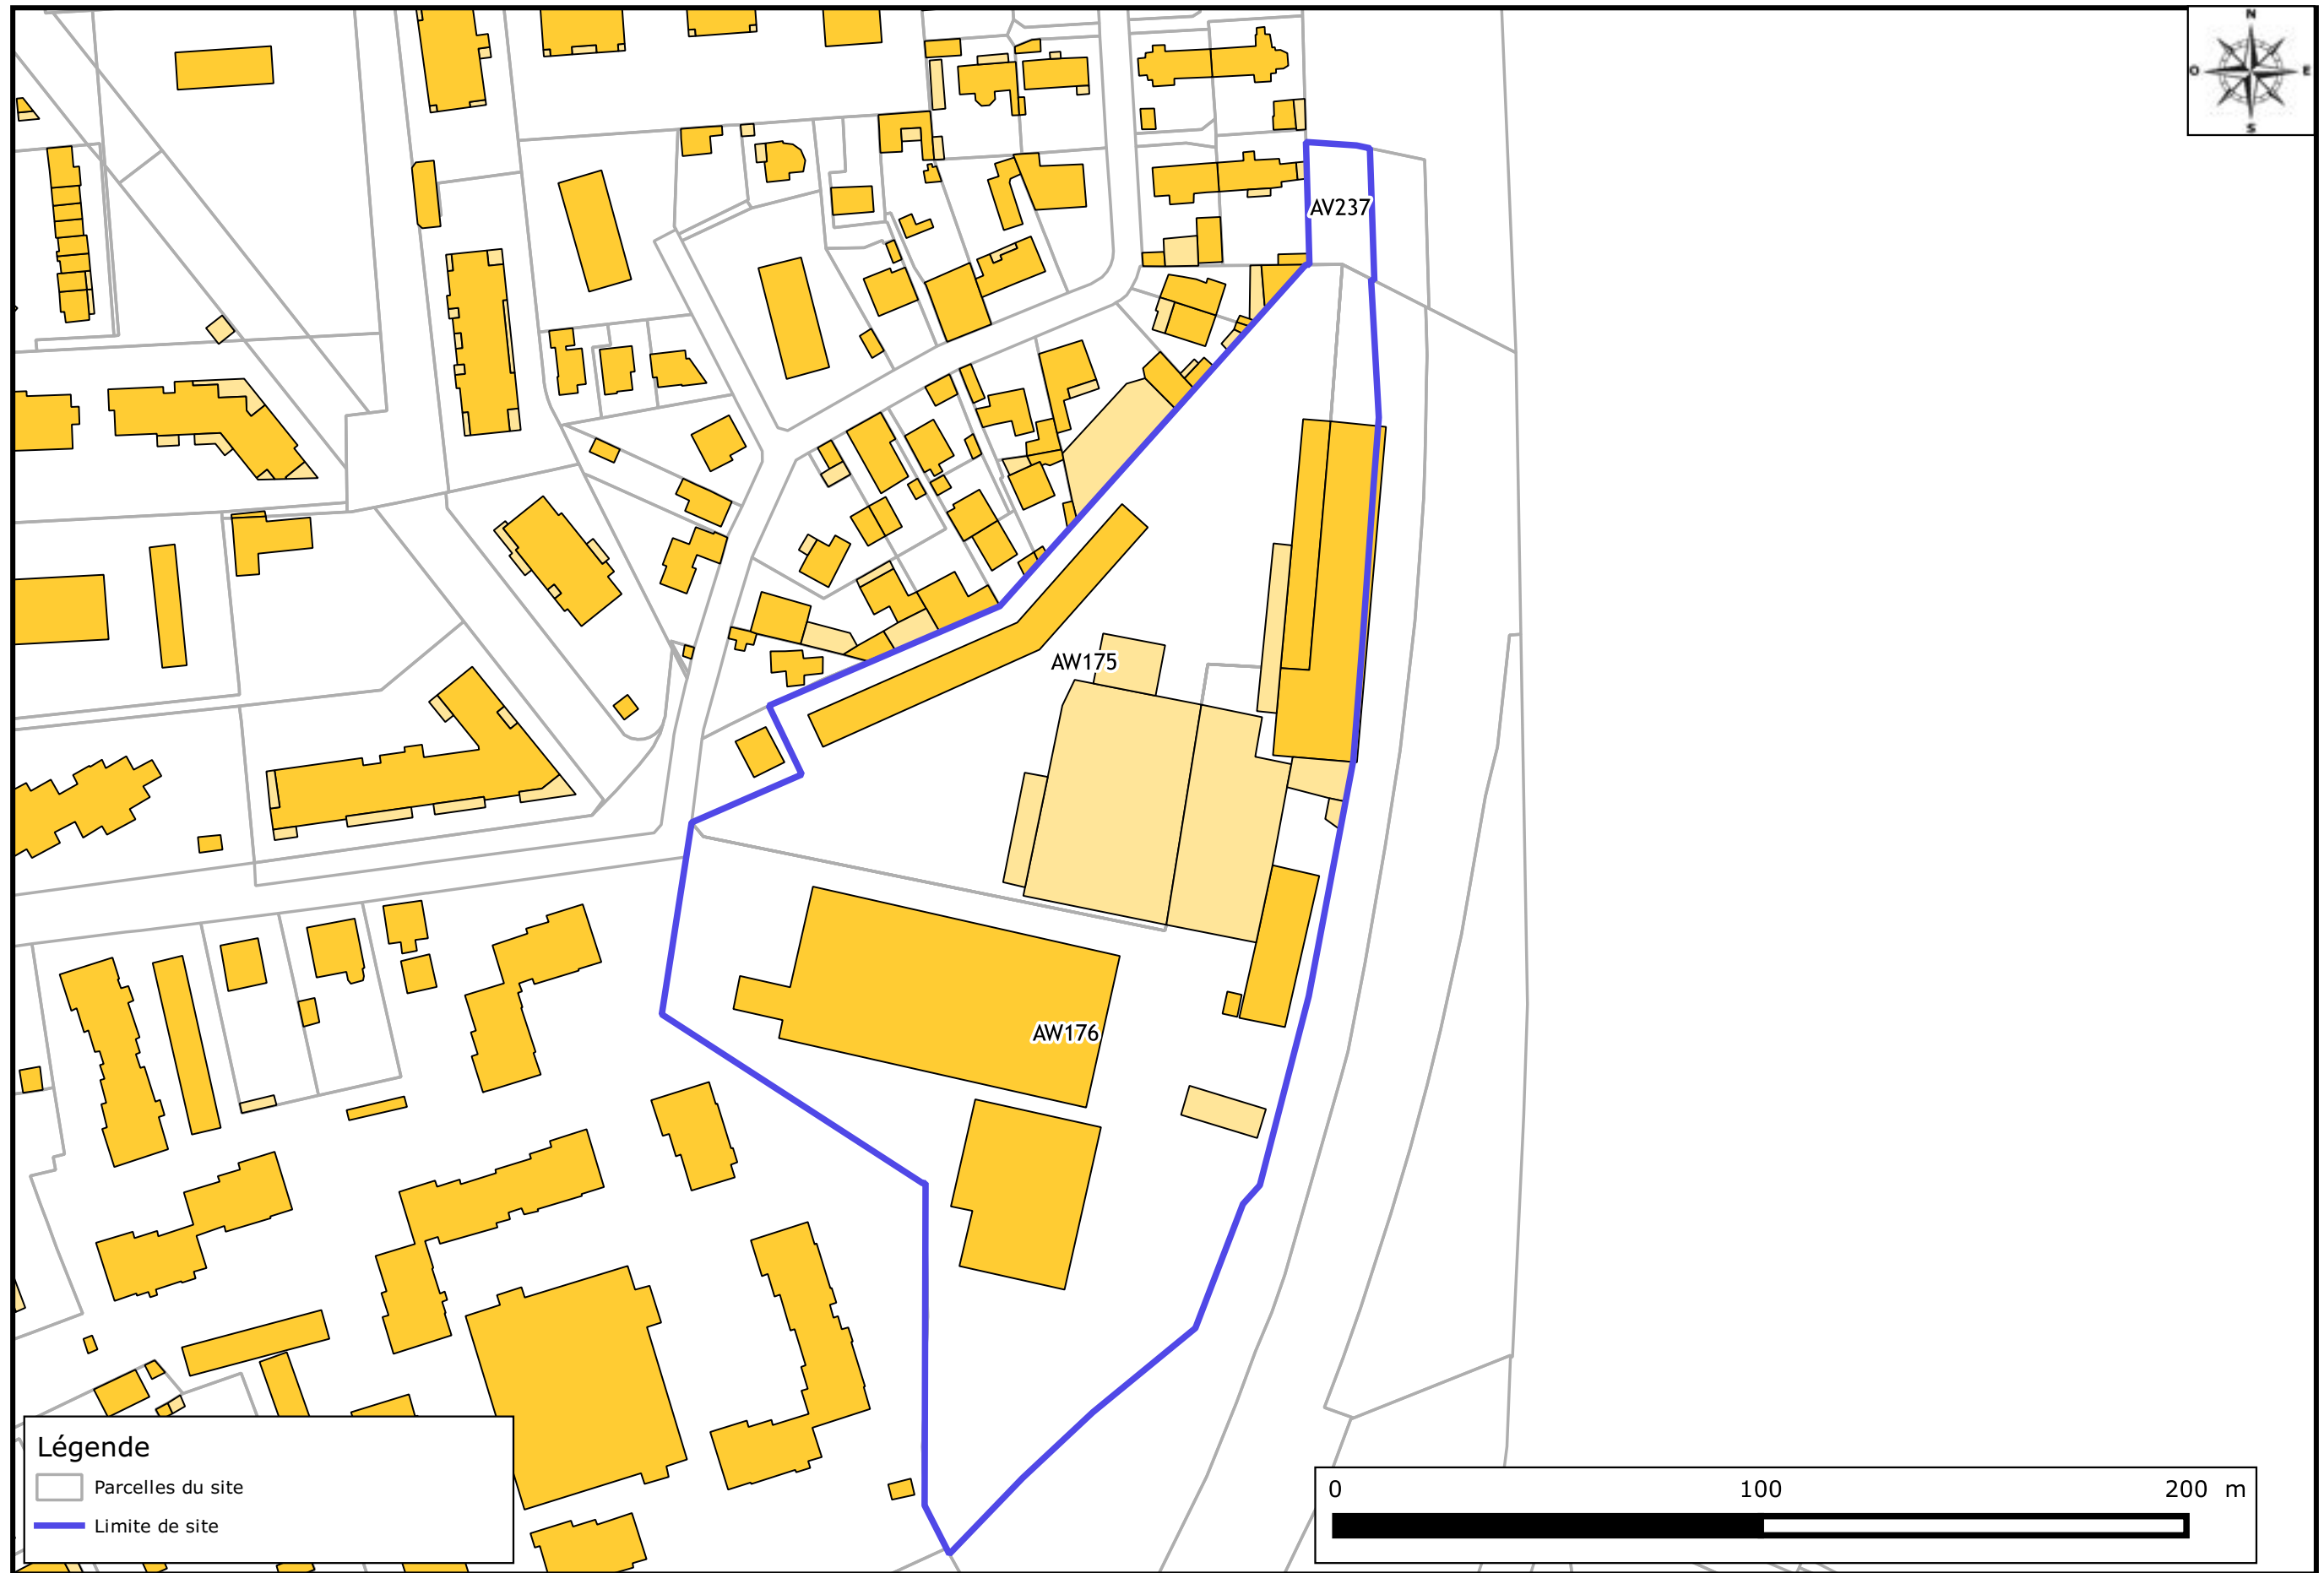 N
O E
S
AV237
AW175
AW176
Légende
Parcelles du site
Limite de site
0 100 200 m